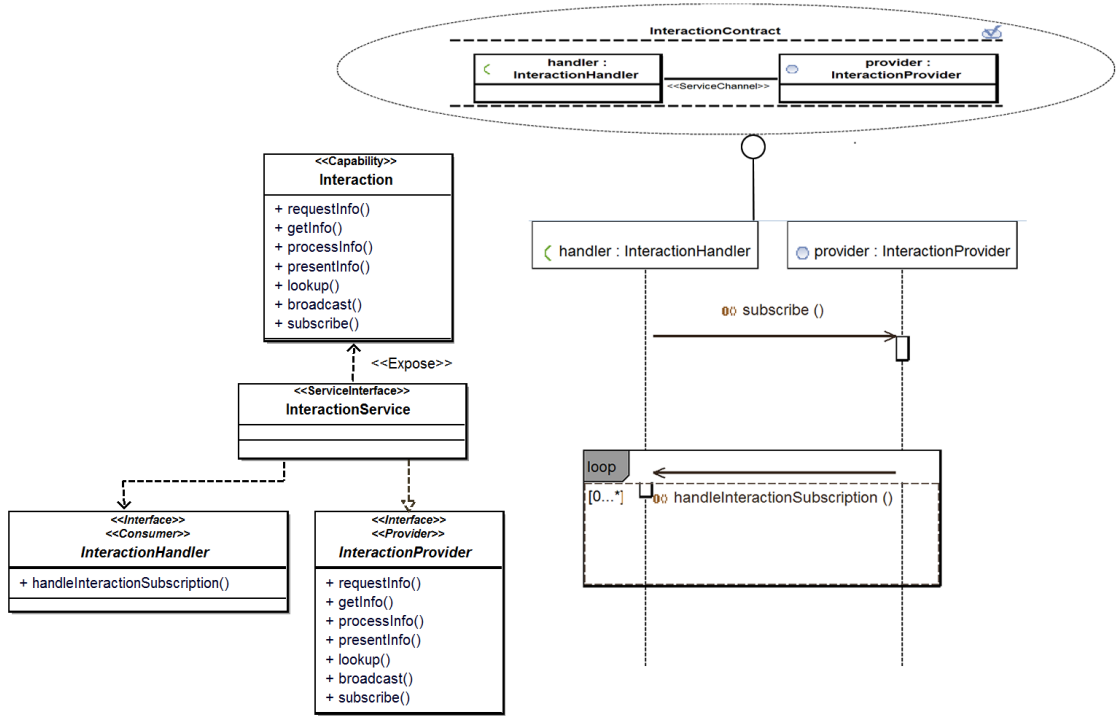 InteractionContract
handler :
InteractionHandler
<<ServiceChannel>>
provider :
InteractionProvider
<<Capability>>
Interaction
+ requestInfo()
+ getInfo()
+ processInfo()
+ presentInfo()
+ lookup()
+ broadcast()
+ subscribe()
<<Expose>>
<<ServiceInterface>>
InteractionService
<<Interface>>
<<Consumer>>
InteractionHandler
+ handleInteractionSubscription()
<<Interface>>
<<Provider>>
InteractionProvider
+ requestInfo()
+ getInfo()
+ processInfo()
+ presentInfo()
+ lookup()
+ broadcast()
+ subscribe()
handler : InteractionHandler
provider : InteractionProvider
subscribe ()
loop
[0...*]
handleInteractionSubscription ()